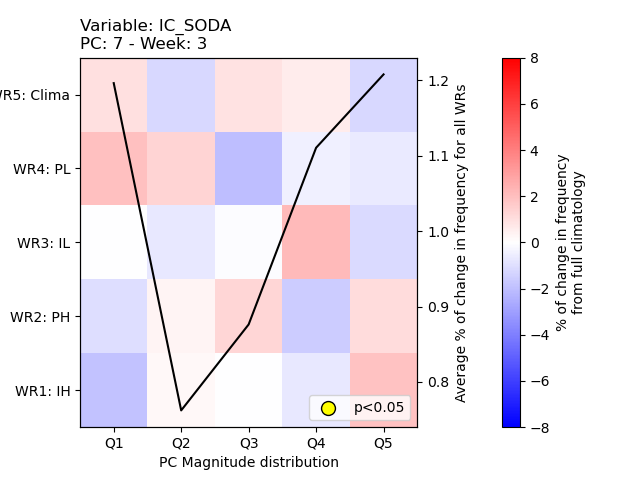 Variable: IC_SODA
PC: 7 - Week: 3
WR5: Clima
WR4: PL
WR3: IL
WR2: PH
WR1: IH
Q1 Q2 Q3 Q4 Q5
PC Magnitude distribution
p<0.05
1.2
1.1
1.0
0.9
0.8
Average % of change in frequency for all WRs
8
6
4
2
0
−2
−4
−6
−8
% of change in frequency
from full climatology